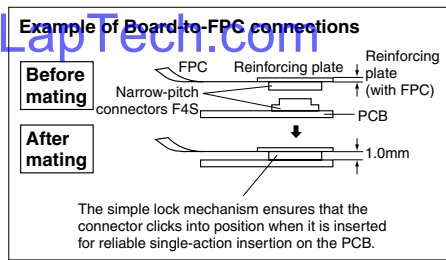 Example of Board-to-FPC connections
LapTech.com
Before
mating
FPC
Reinforcing plate
Reinforcing
plate
(with FPC)
Narrow-pitch
connectors F4S
PCB
After
mating
1.0mm
The simple lock mechanism ensures that the
connector clicks into position when it is inserted
for reliable single-action insertion on the PCB.